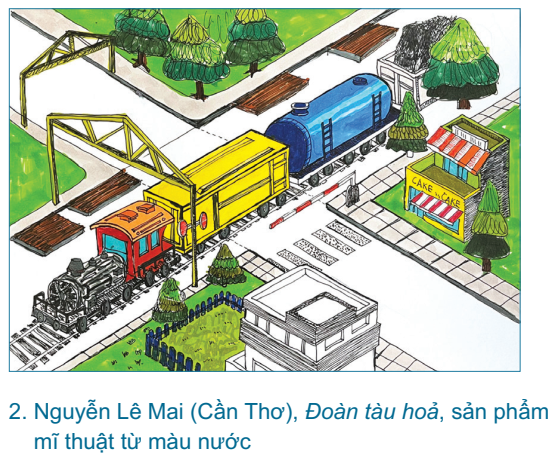 CAKE CAKE
2. Nguyễn Lê Mai (Cần Thơ), Đoàn tàu hoả, sản phẩm
mĩ thuật từ màu nước